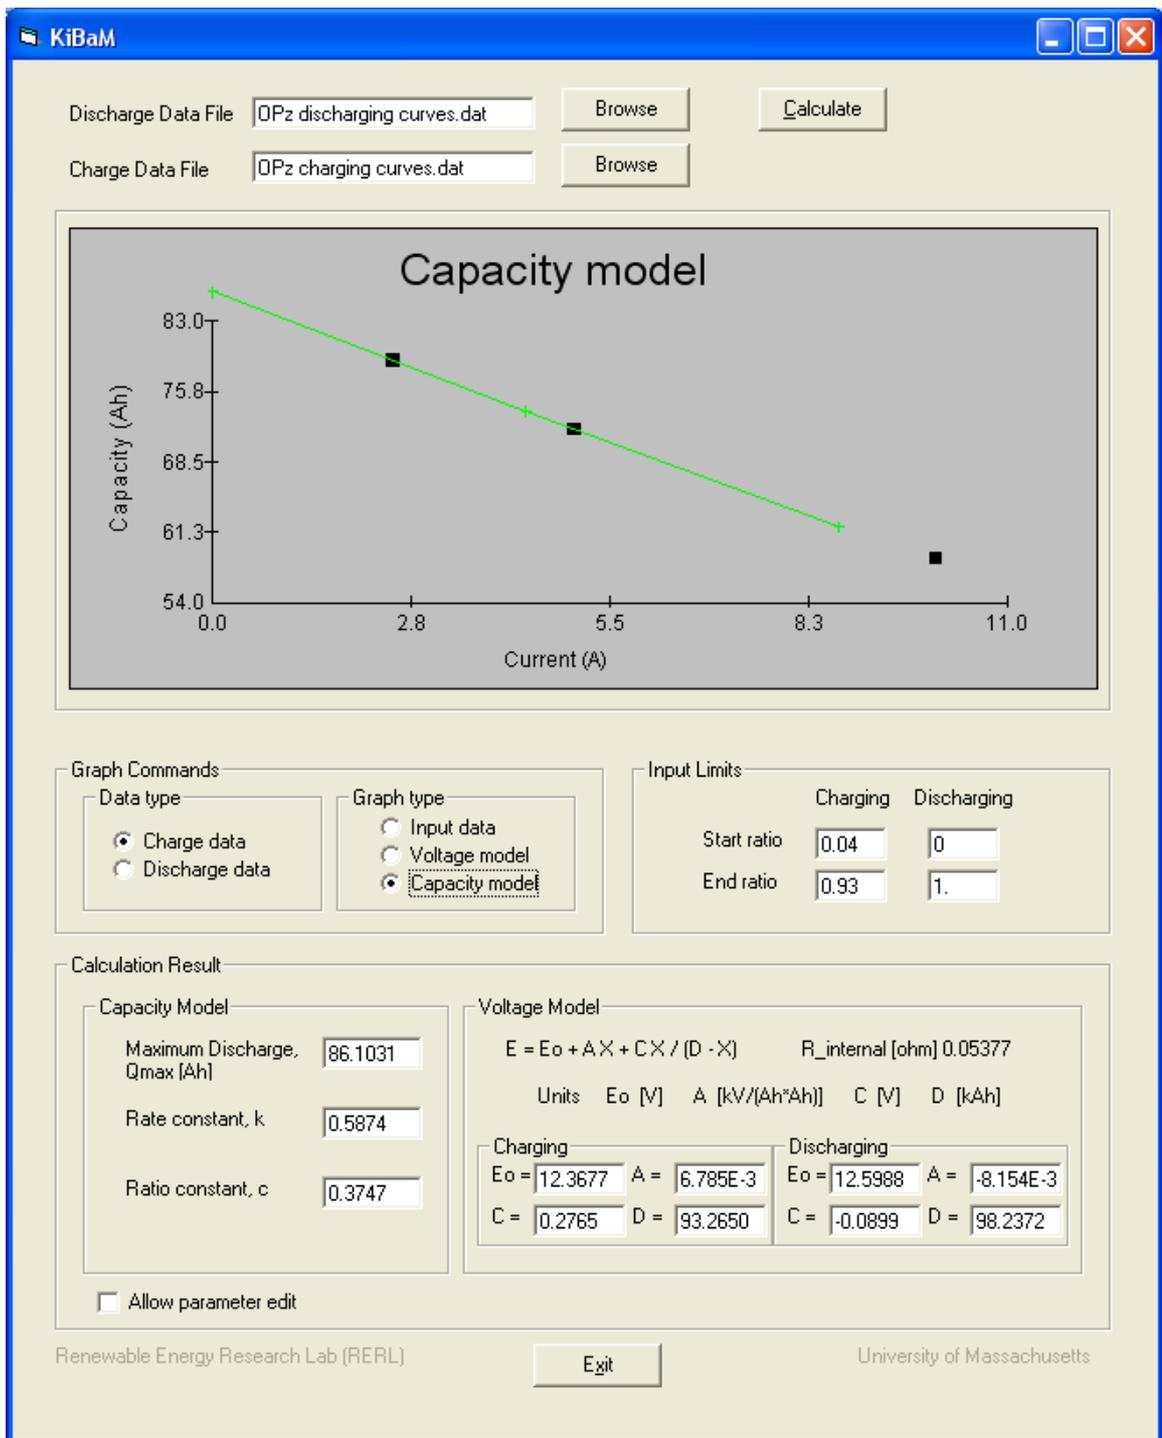 KiBaM
Discharge Data File OPz discharging curves.dat Browse Calculate
Charge Data File OPz charging curves.dat Browse
Capacity model
83.0
75.8
68.5
61.3
54.0
Capacity (Ah)
0.0 2.8 5.5 8.3 11.0
Current (A)
Graph Commands
Data type
Charge data
Discharge data
Graph type
Input data
Voltage model
Capacity model
Input Limits
Charging Discharging
Start ratio 0.04 0
End ratio 0.93 1.
Calculation Result
Capacity Model
Maximum Discharge,
Qmax [Ah] 86.1031
Rate constant, k 0.5874
Ratio constant, c 0.3747
Voltage Model
E = Eo + A X + C X / (D - X) R_internal [ohm] 0.05377
Units Eo [V] A [kV/(Ah*Ah)] C [V] D [kAh]
Charging
Eo = 12.3677 A = 6.785E-3
C = 0.2765 D = 93.2650
Discharging
Eo = 12.5988 A = -8.154E-3
C = -0.0899 D = 98.2372
Allow parameter edit
Renewable Energy Research Lab (RERL) Exit University of Massachusetts